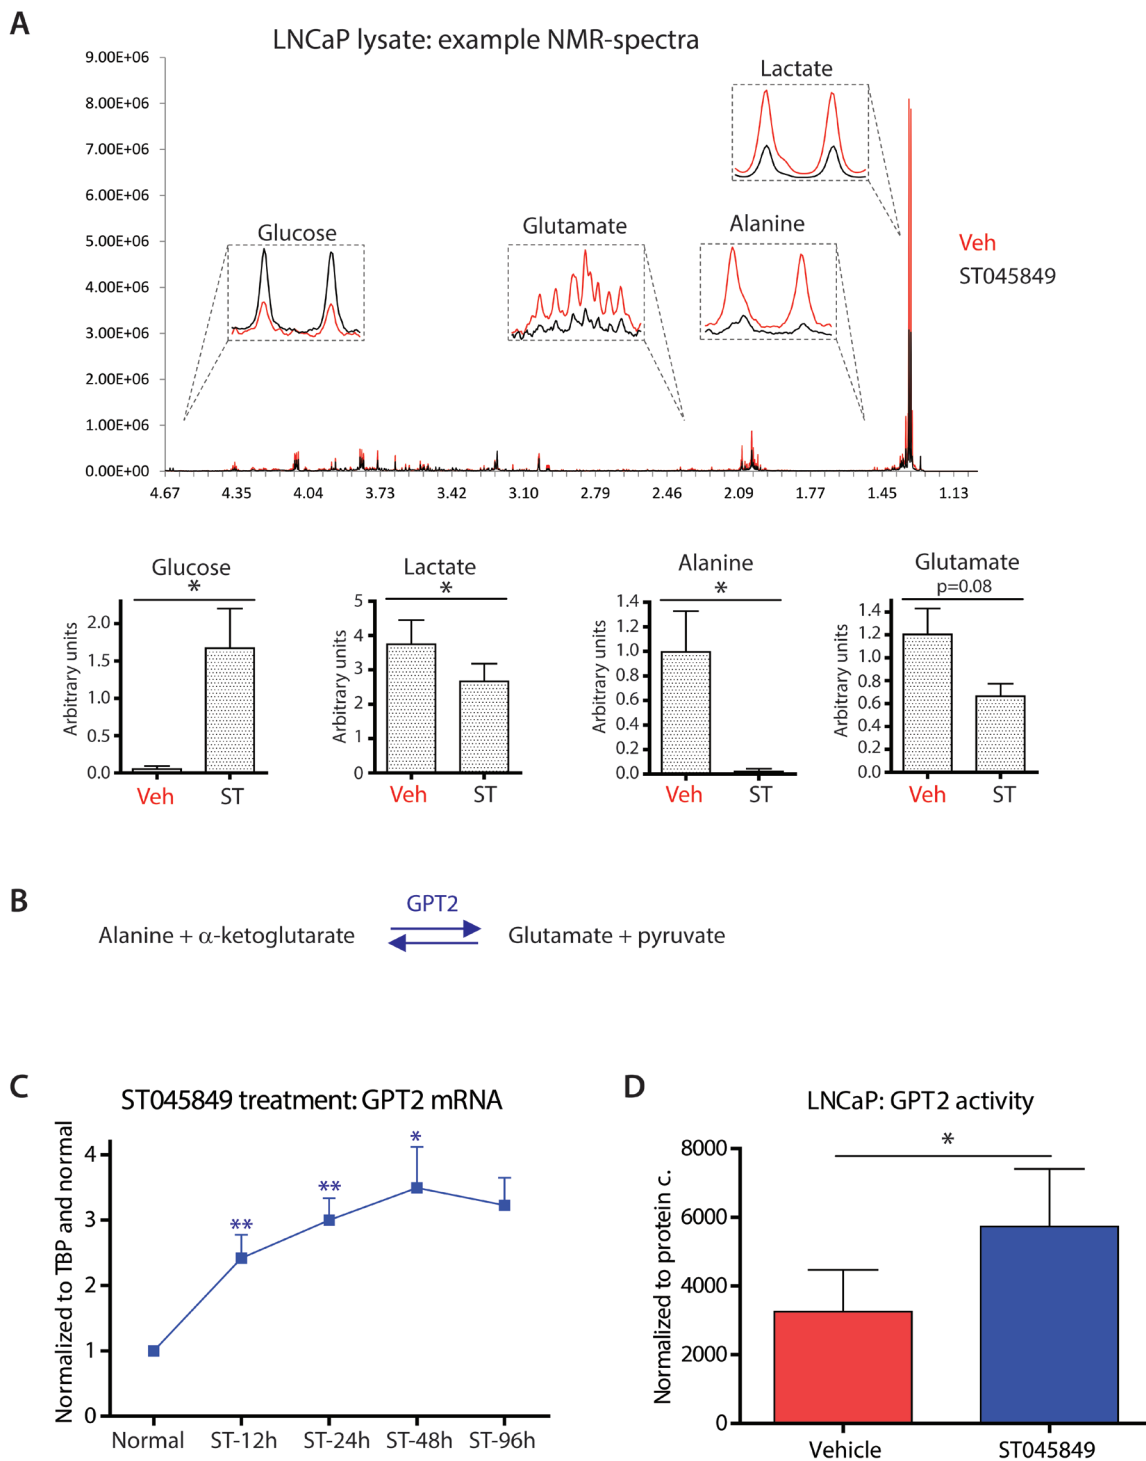 A
LNCaP lysate: example NMR-spectra
9.00E+06
8.00E+06
7.00E+06
6.00E+06
5.00E+06
4.00E+06
3.00E+06
2.00E+06
1.00E+06
0.00E+00
Lactate
Glucose
Glutamate
Alanine
Veh
ST045849
4.67 4.35 4.04 3.73 3.42 3.10 2.79 2.46 2.09 1.77 1.45 1.13
Glucose
*
Arbitrary units
2.0
1.5
1.0
0.5
0.0
Veh ST
Lactate
*
Arbitrary units
5
4
3
2
1
0
Veh ST
Alanine
*
Arbitrary units
1.4
1.2
1.0
0.8
0.6
0.4
0.2
0.0
Veh ST
Glutamate
p=0.08
Arbitrary units
1.4
1.2
1.0
0.8
0.6
0.4
0.2
0.0
Veh ST
B
GPT2
Alanine + α-ketoglutarate Glutamate + pyruvate
C
ST045849 treatment: GPT2 mRNA
Normalized to TBP and normal
4
3
2
1
0
**
**
*
Normal ST-12h ST-24h ST-48h ST-96h
D
LNCaP: GPT2 activity
*
Normalized to protein c.
8000
6000
4000
2000
0
Vehicle ST045849